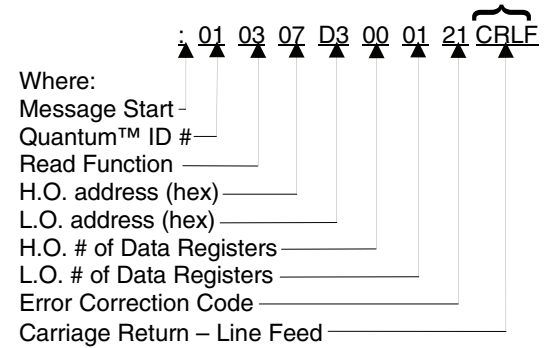 : 01 03 07 D3 00 01 21 CRLF
Where:
Message Start
Quantum™ ID #
Read Function
H.O. address (hex)
L.O. address (hex)
H.O. # of Data Registers
L.O. # of Data Registers
Error Correction Code
Carriage Return – Line Feed